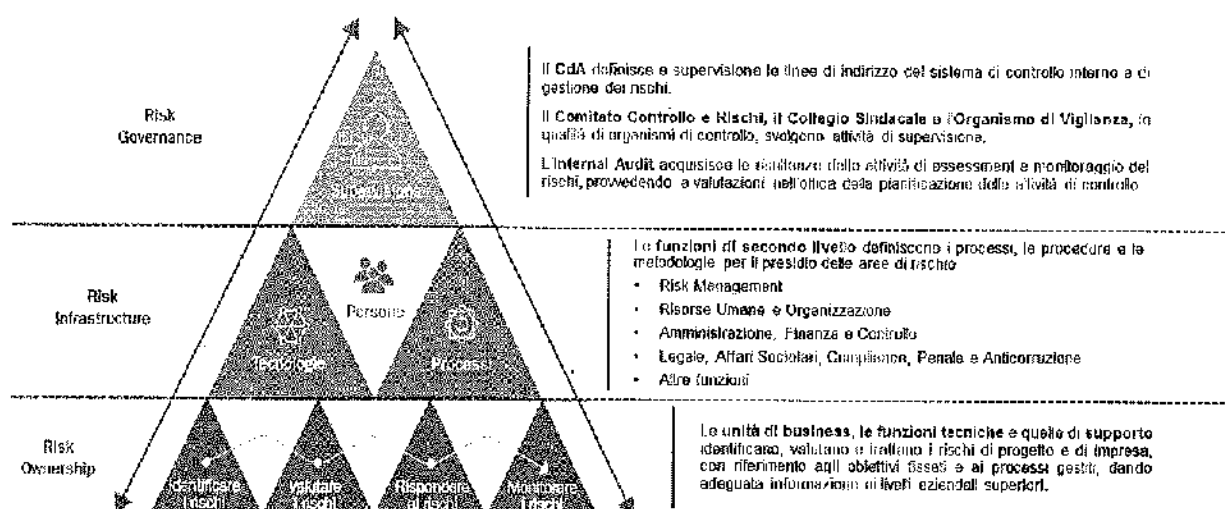 Risk
Governance
Il CdA definisce e supervisiona le linee di indirizzo del sistema di controllo interno e di
gestione dei rischi.
Il Comitato Controllo e Rischi, il Collegio Sindacale e l'Organismo di Vigilanza, in
qualità di organismi di controllo, svolgono attività di supervisione.
L'Internal Audit acquisisce le risultanze delle attività di assessment e monitoraggio dei
rischi, provvedendo a valutazioni nell'ottica della pianificazione delle attività di controllo
Risk
Infrastructure
Persone
Tecnologie
Processi
Le funzioni di secondo livello definiscono i processi, le procedure e le
metodologie per il presidio delle aree di rischio
• Risk Management
• Risorse Umane e Organizzazione
• Amministrazione, Finanza e Controllo
• Legale, Affari Societari, Compliance, Penale e Anticorruzione
• Altre funzioni
Risk
Ownership
Identificare
i rischi
Valutare
i rischi
Rispondere
ai rischi
Monitorare
i rischi
Le unità di business, le funzioni tecniche e quelle di supporto
identificano, valutano e trattano i rischi di progetto e di impresa,
con riferimento agli obiettivi fissati e ai processi gestiti, dando
adeguata informazione ai livelli aziendali superiori.